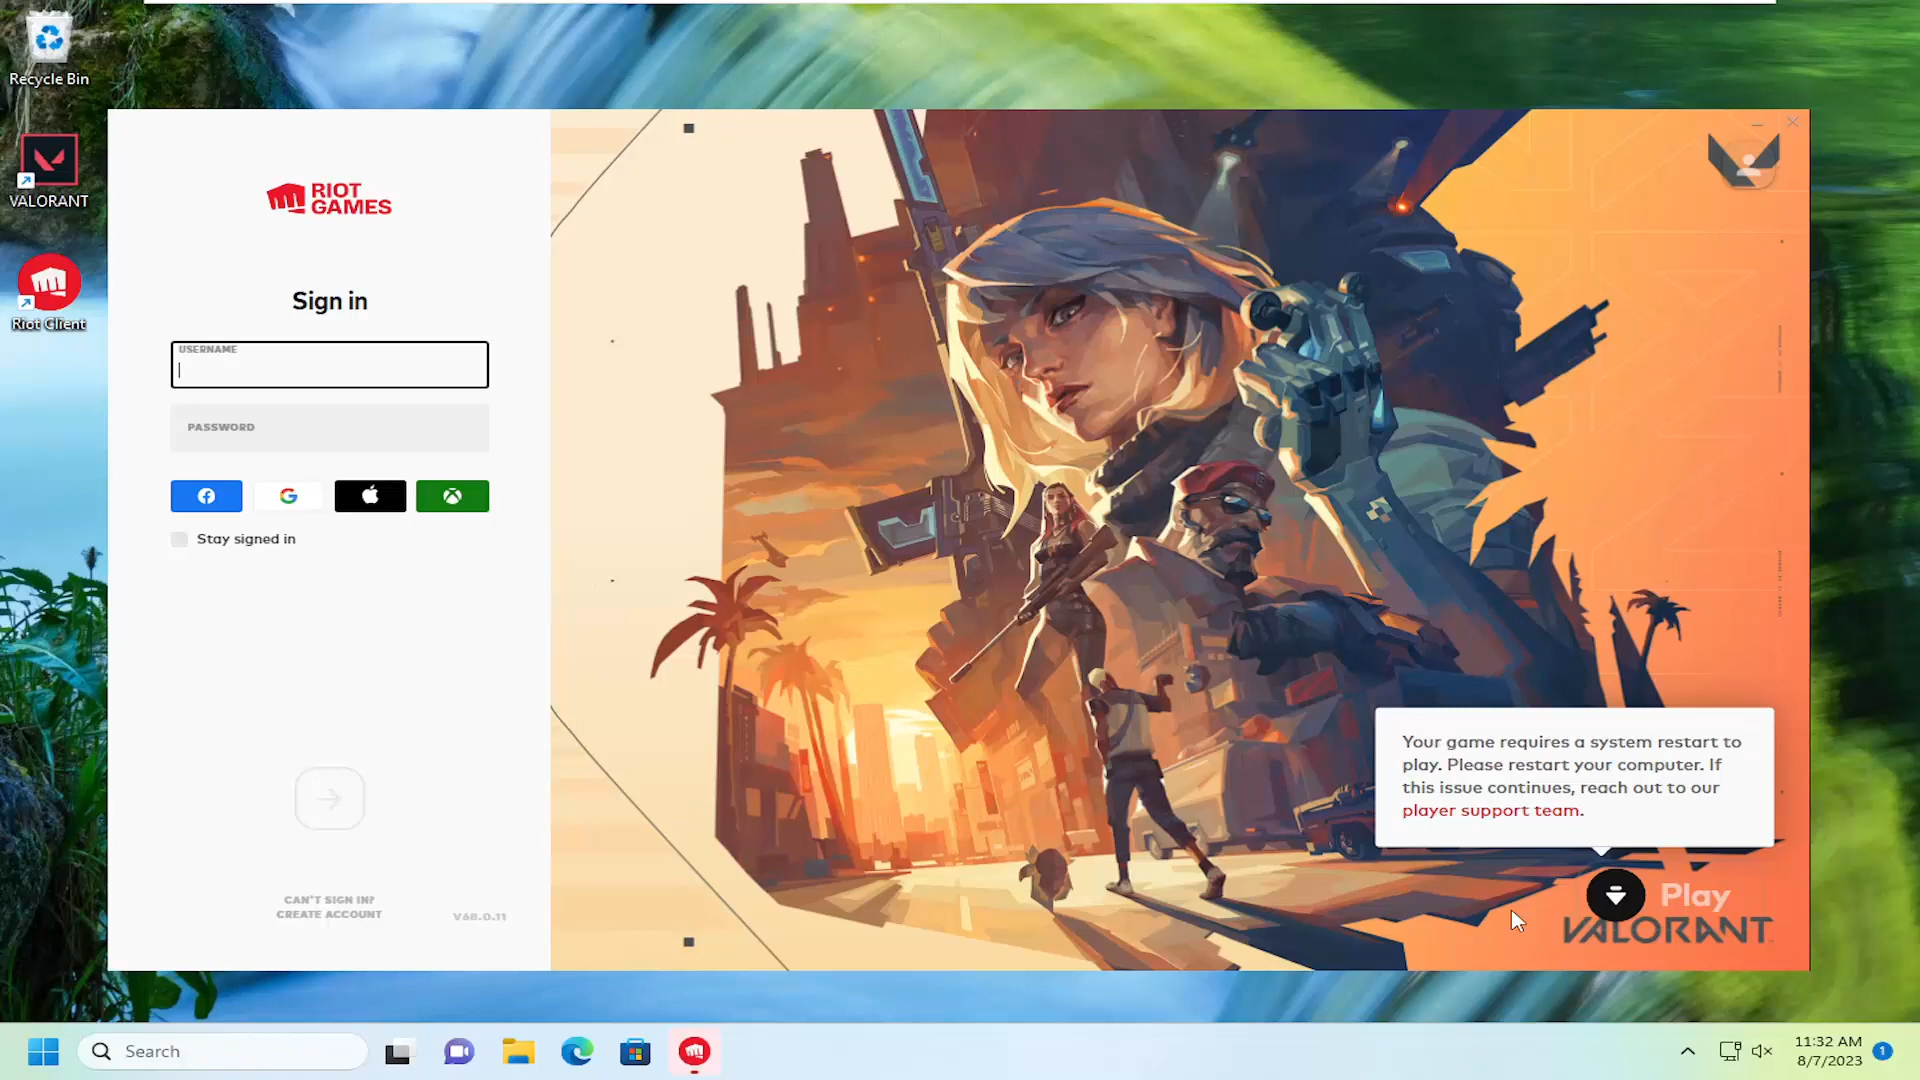 Recycle Bin
VALORANT
Riot Client
RIOT
GAMES
Sign in
USERNAME
PASSWORD
Stay signed in
CAN'T SIGN IN?
CREATE ACCOUNT
V68.0.11
Your game requires a system restart to
play. Please restart your computer. If
this issue continues, reach out to our
player support team.
Play
VALORANT
Search
11:32 AM
8/7/2023
1